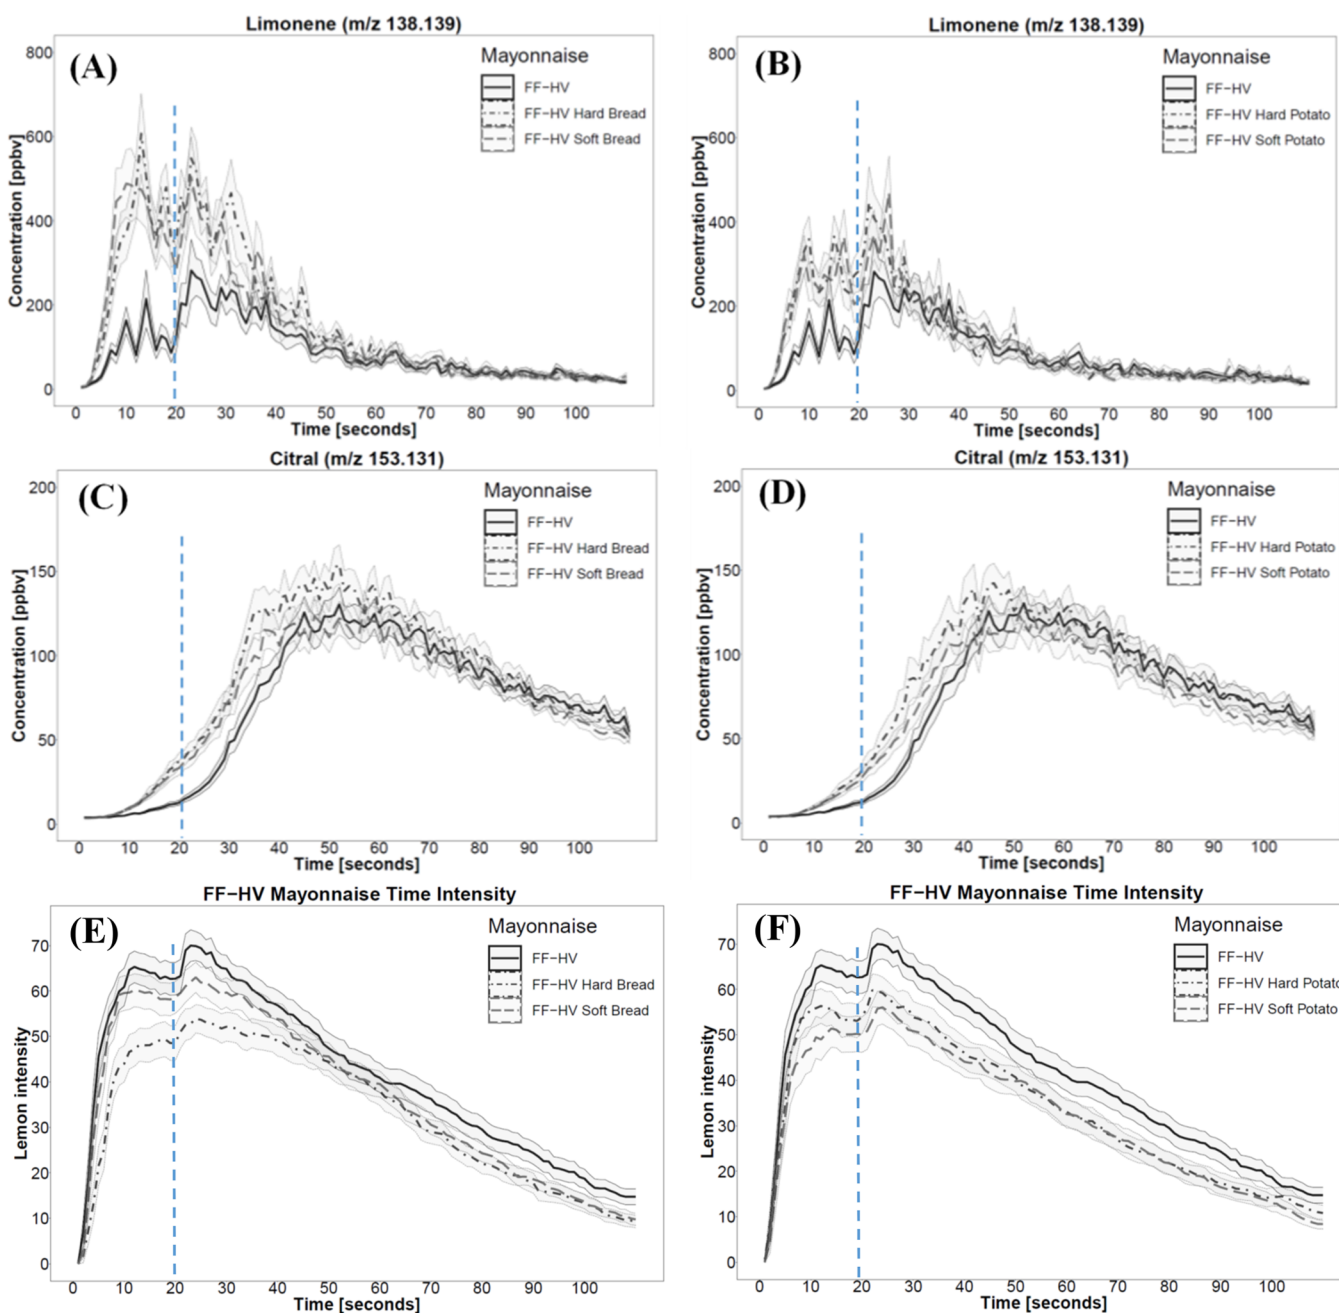 Limonene (m/z 138.139)
(A)
Mayonnaise
FF-HV
FF-HV Hard Bread
FF-HV Soft Bread
Concentration [ppbv]
800
600
400
200
0
0 10 20 30 40 50 60 70 80 90 100
Time [seconds]
Limonene (m/z 138.139)
(B)
Mayonnaise
FF-HV
FF-HV Hard Potato
FF-HV Soft Potato
Concentration [ppbv]
800
600
400
200
0
0 10 20 30 40 50 60 70 80 90 100
Time [seconds]
Citral (m/z 153.131)
(C)
Mayonnaise
FF-HV
FF-HV Hard Bread
FF-HV Soft Bread
Concentration [ppbv]
200
150
100
50
0
0 10 20 30 40 50 60 70 80 90 100
Time [seconds]
Citral (m/z 153.131)
(D)
Mayonnaise
FF-HV
FF-HV Hard Potato
FF-HV Soft Potato
Concentration [ppbv]
200
150
100
50
0
0 10 20 30 40 50 60 70 80 90 100
Time [seconds]
FF-HV Mayonnaise Time Intensity
(E)
Mayonnaise
FF-HV
FF-HV Hard Bread
FF-HV Soft Bread
Lemon intensity
70
60
50
40
30
20
10
0
0 10 20 30 40 50 60 70 80 90 100
Time [seconds]
FF-HV Mayonnaise Time Intensity
(F)
Mayonnaise
FF-HV
FF-HV Hard Potato
FF-HV Soft Potato
Lemon intensity
70
60
50
40
30
20
10
0
0 10 20 30 40 50 60 70 80 90 100
Time [seconds]